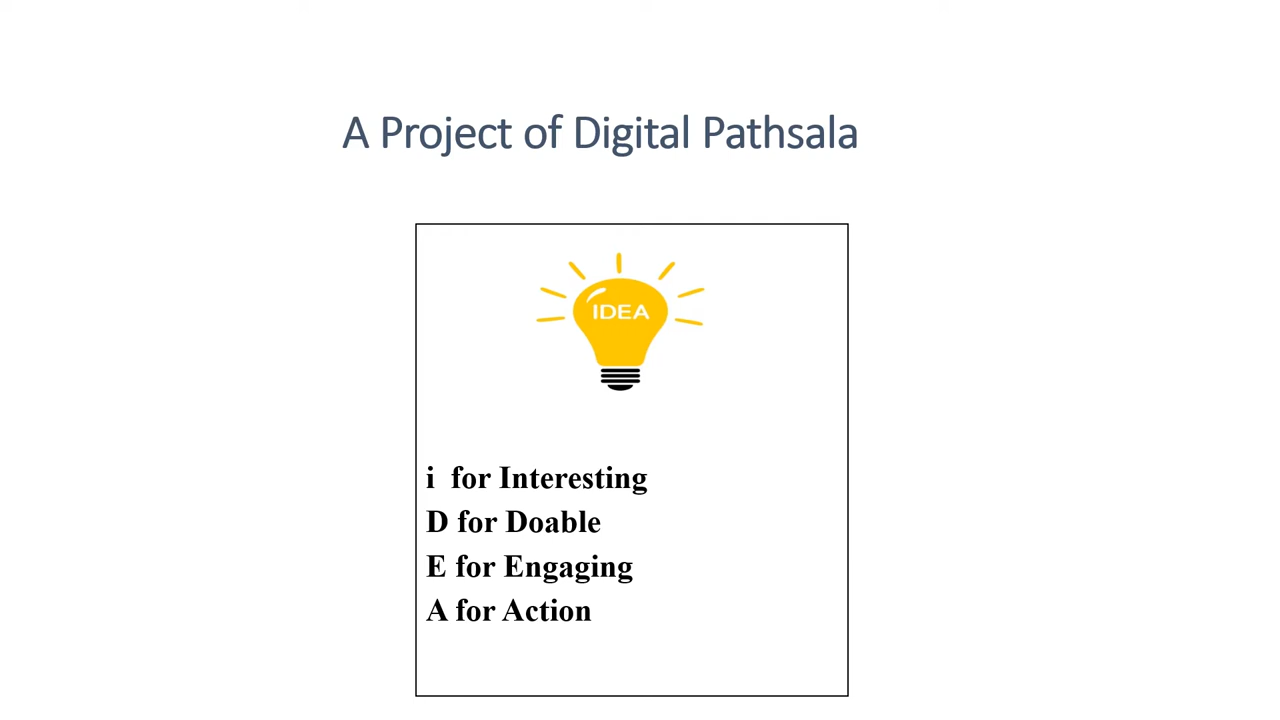 A Project of Digital Pathsala
IDEA
i for Interesting
D for Doable
E for Engaging
A for Action